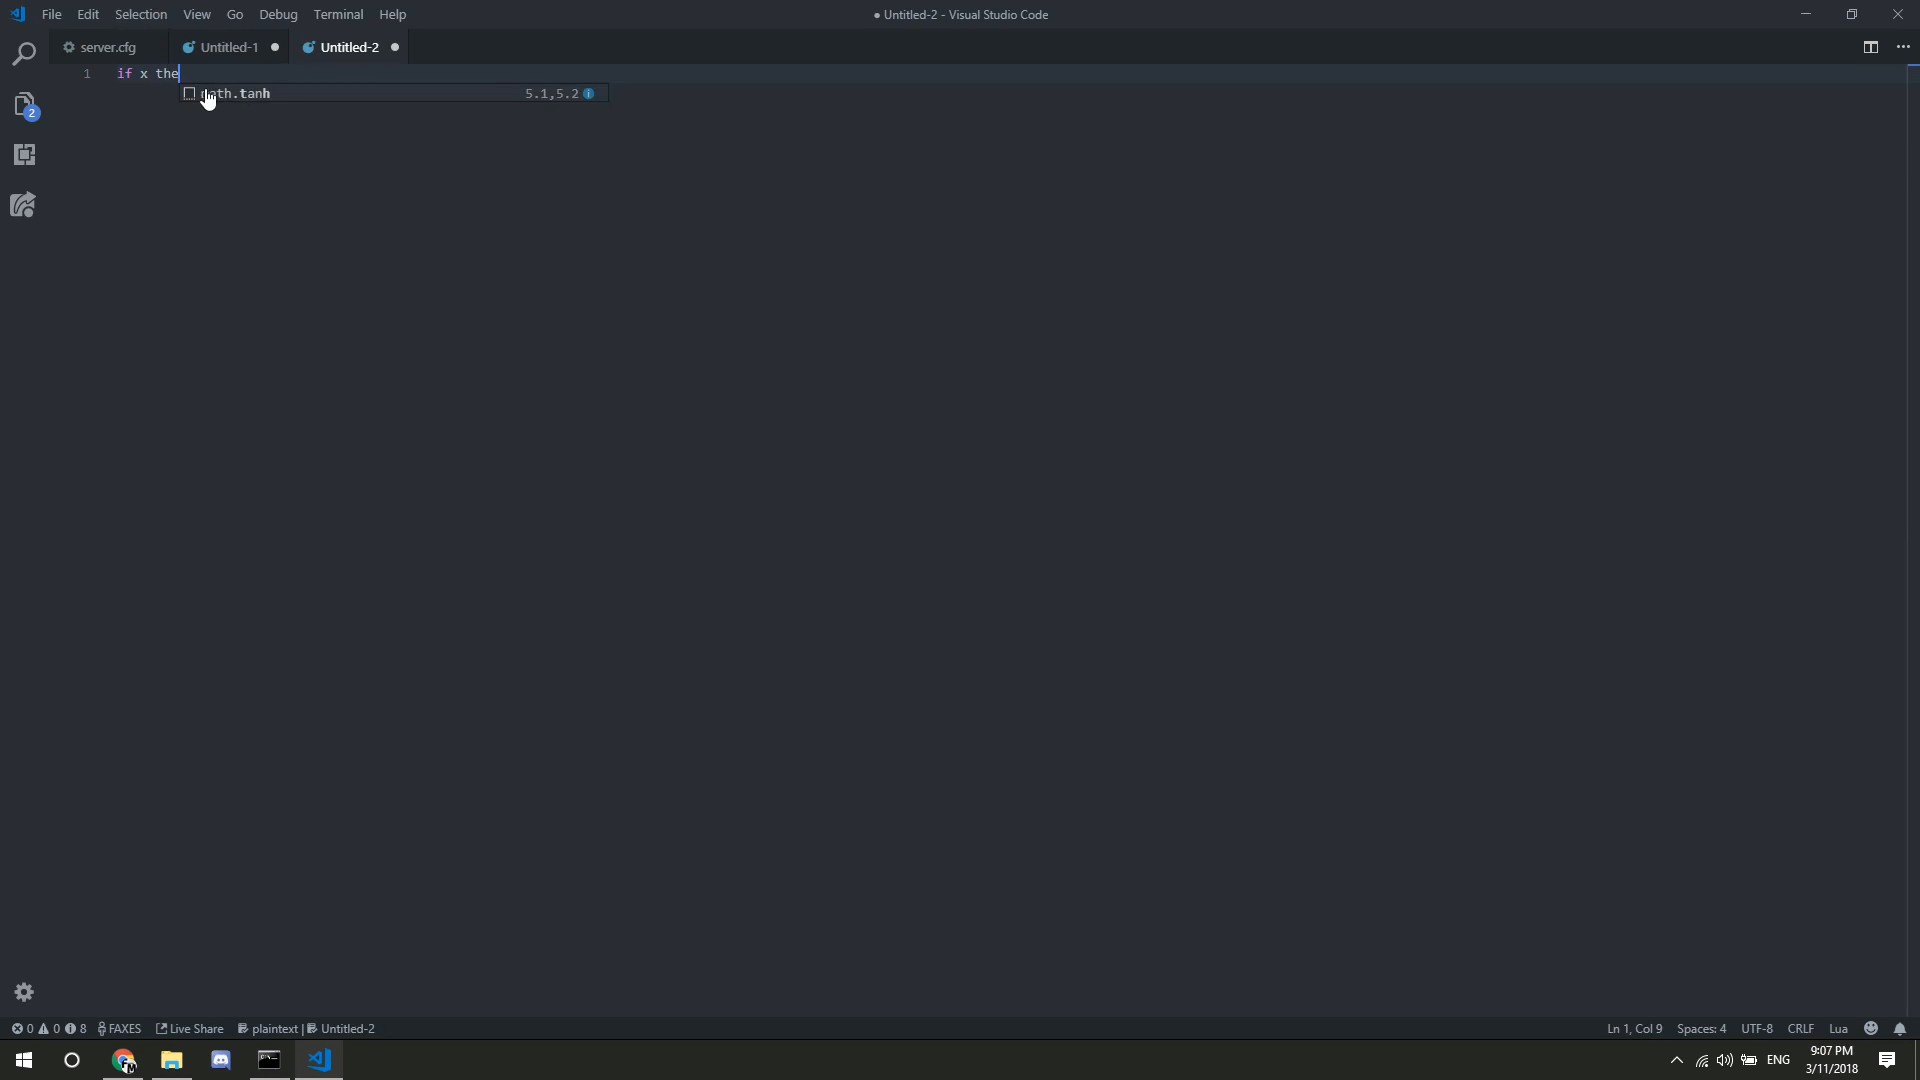 File Edit Selection View Go Debug Terminal Help
● Untitled-2 - Visual Studio Code
server.cfg Untitled-1 Untitled-2
1 if x the
math.tanh 5.1,5.2
2
0 0 8 FAXES Live Share plaintext | Untitled-2
Ln 1, Col 9 Spaces: 4 UTF-8 CRLF Lua
ENG
9:07 PM
3/11/2018